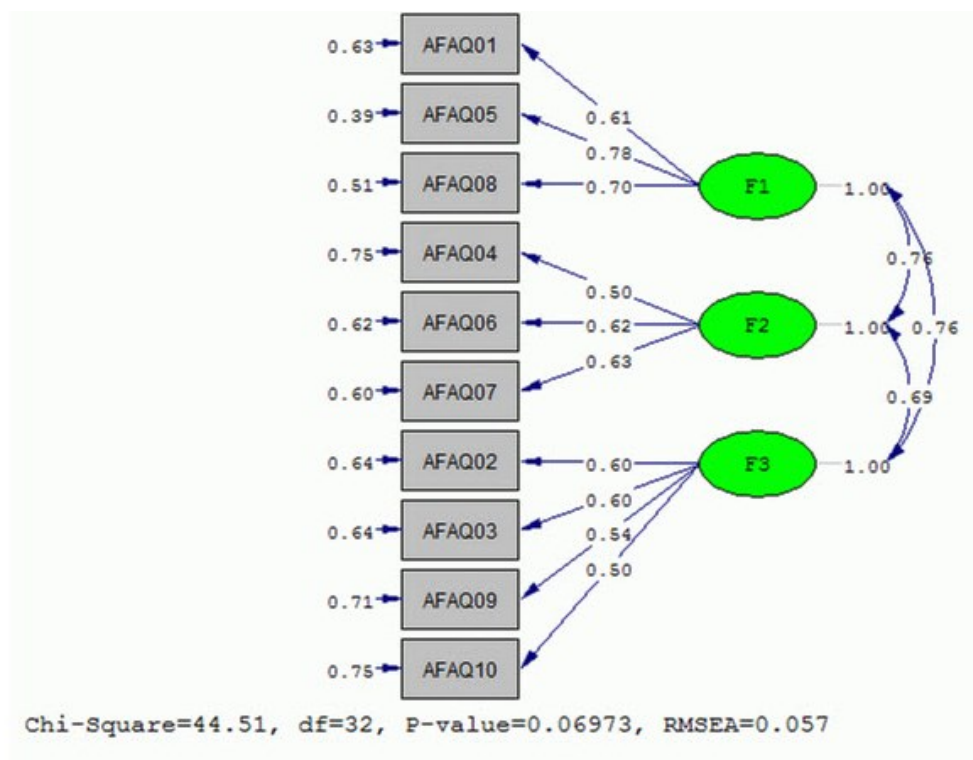 0.63 AFAQ01
0.61
0.39 AFAQ05
0.78
0.51 AFAQ08 0.70 F1 1.00
0.75 AFAQ04 0.76
0.50
0.62 AFAQ06 0.62 F2 1.00 0.76
0.63
0.60 AFAQ07 0.69
0.64 AFAQ02 0.60 F3 1.00
0.60
0.64 AFAQ03 0.54
0.50
0.71 AFAQ09
0.75 AFAQ10
Chi-Square=44.51, df=32, P-value=0.06973, RMSEA=0.057